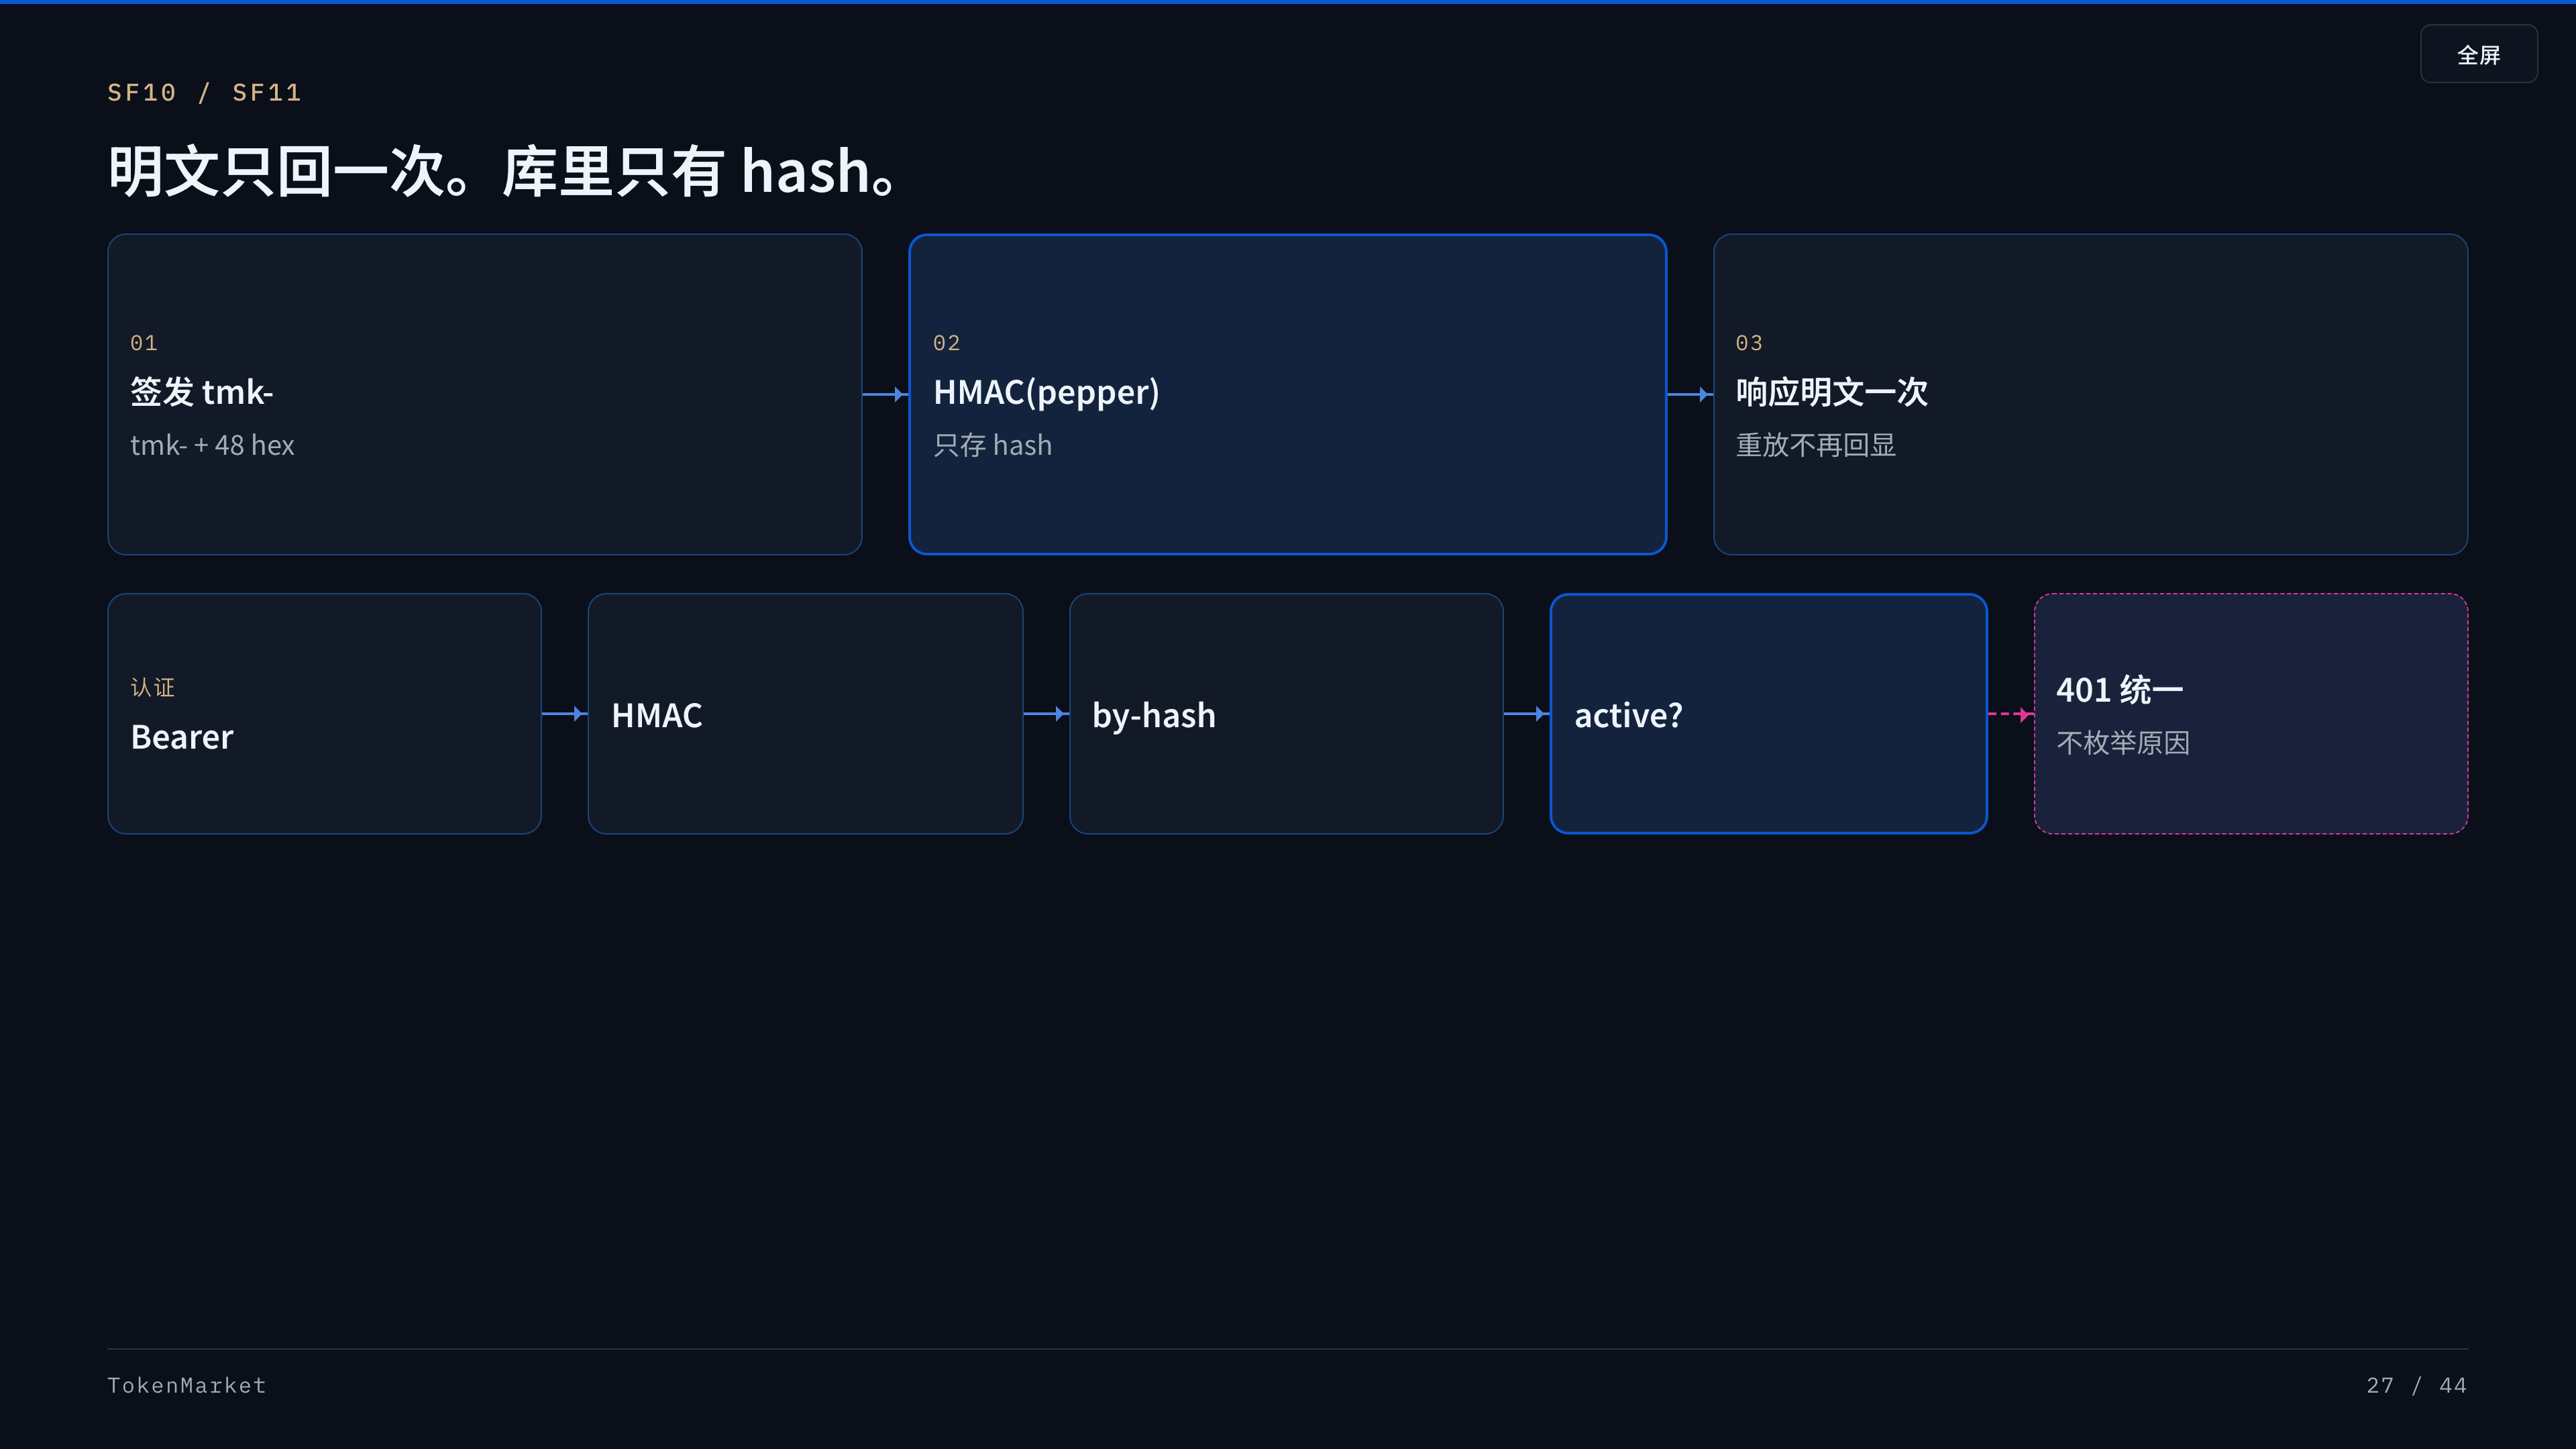 全屏
SF10 / SF11
明文只回一次。库里只有 hash。
01
签发 tmk-
tmk- + 48 hex
02
HMAC(pepper)
只存 hash
03
响应明文一次
重放不再回显
认证
Bearer
HMAC
by-hash
active?
401 统一
不枚举原因
TokenMarket
27 / 44